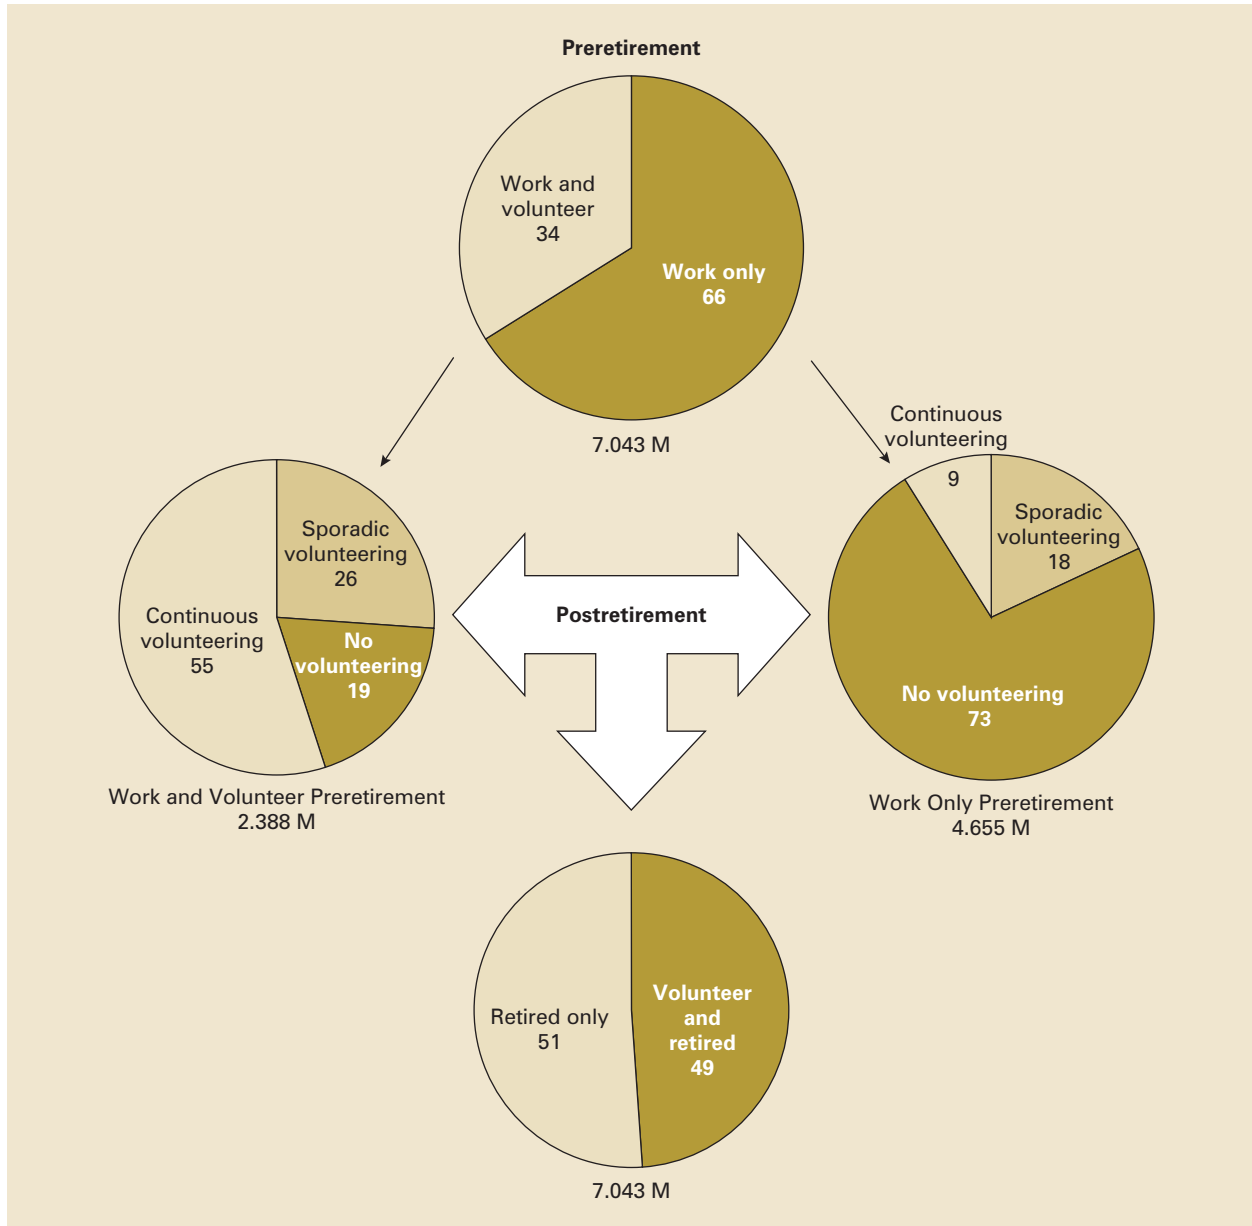 Preretirement
Work and
volunteer
34
Work only
66
7.043 M
Continuous
volunteering
9
Sporadic
volunteering
18
No volunteering
73
Work Only Preretirement
4.655 M
Sporadic
volunteering
26
Continuous
volunteering
55
No
volunteering
19
Work and Volunteer Preretirement
2.388 M
Postretirement
Retired only
51
Volunteer
and
retired
49
7.043 M